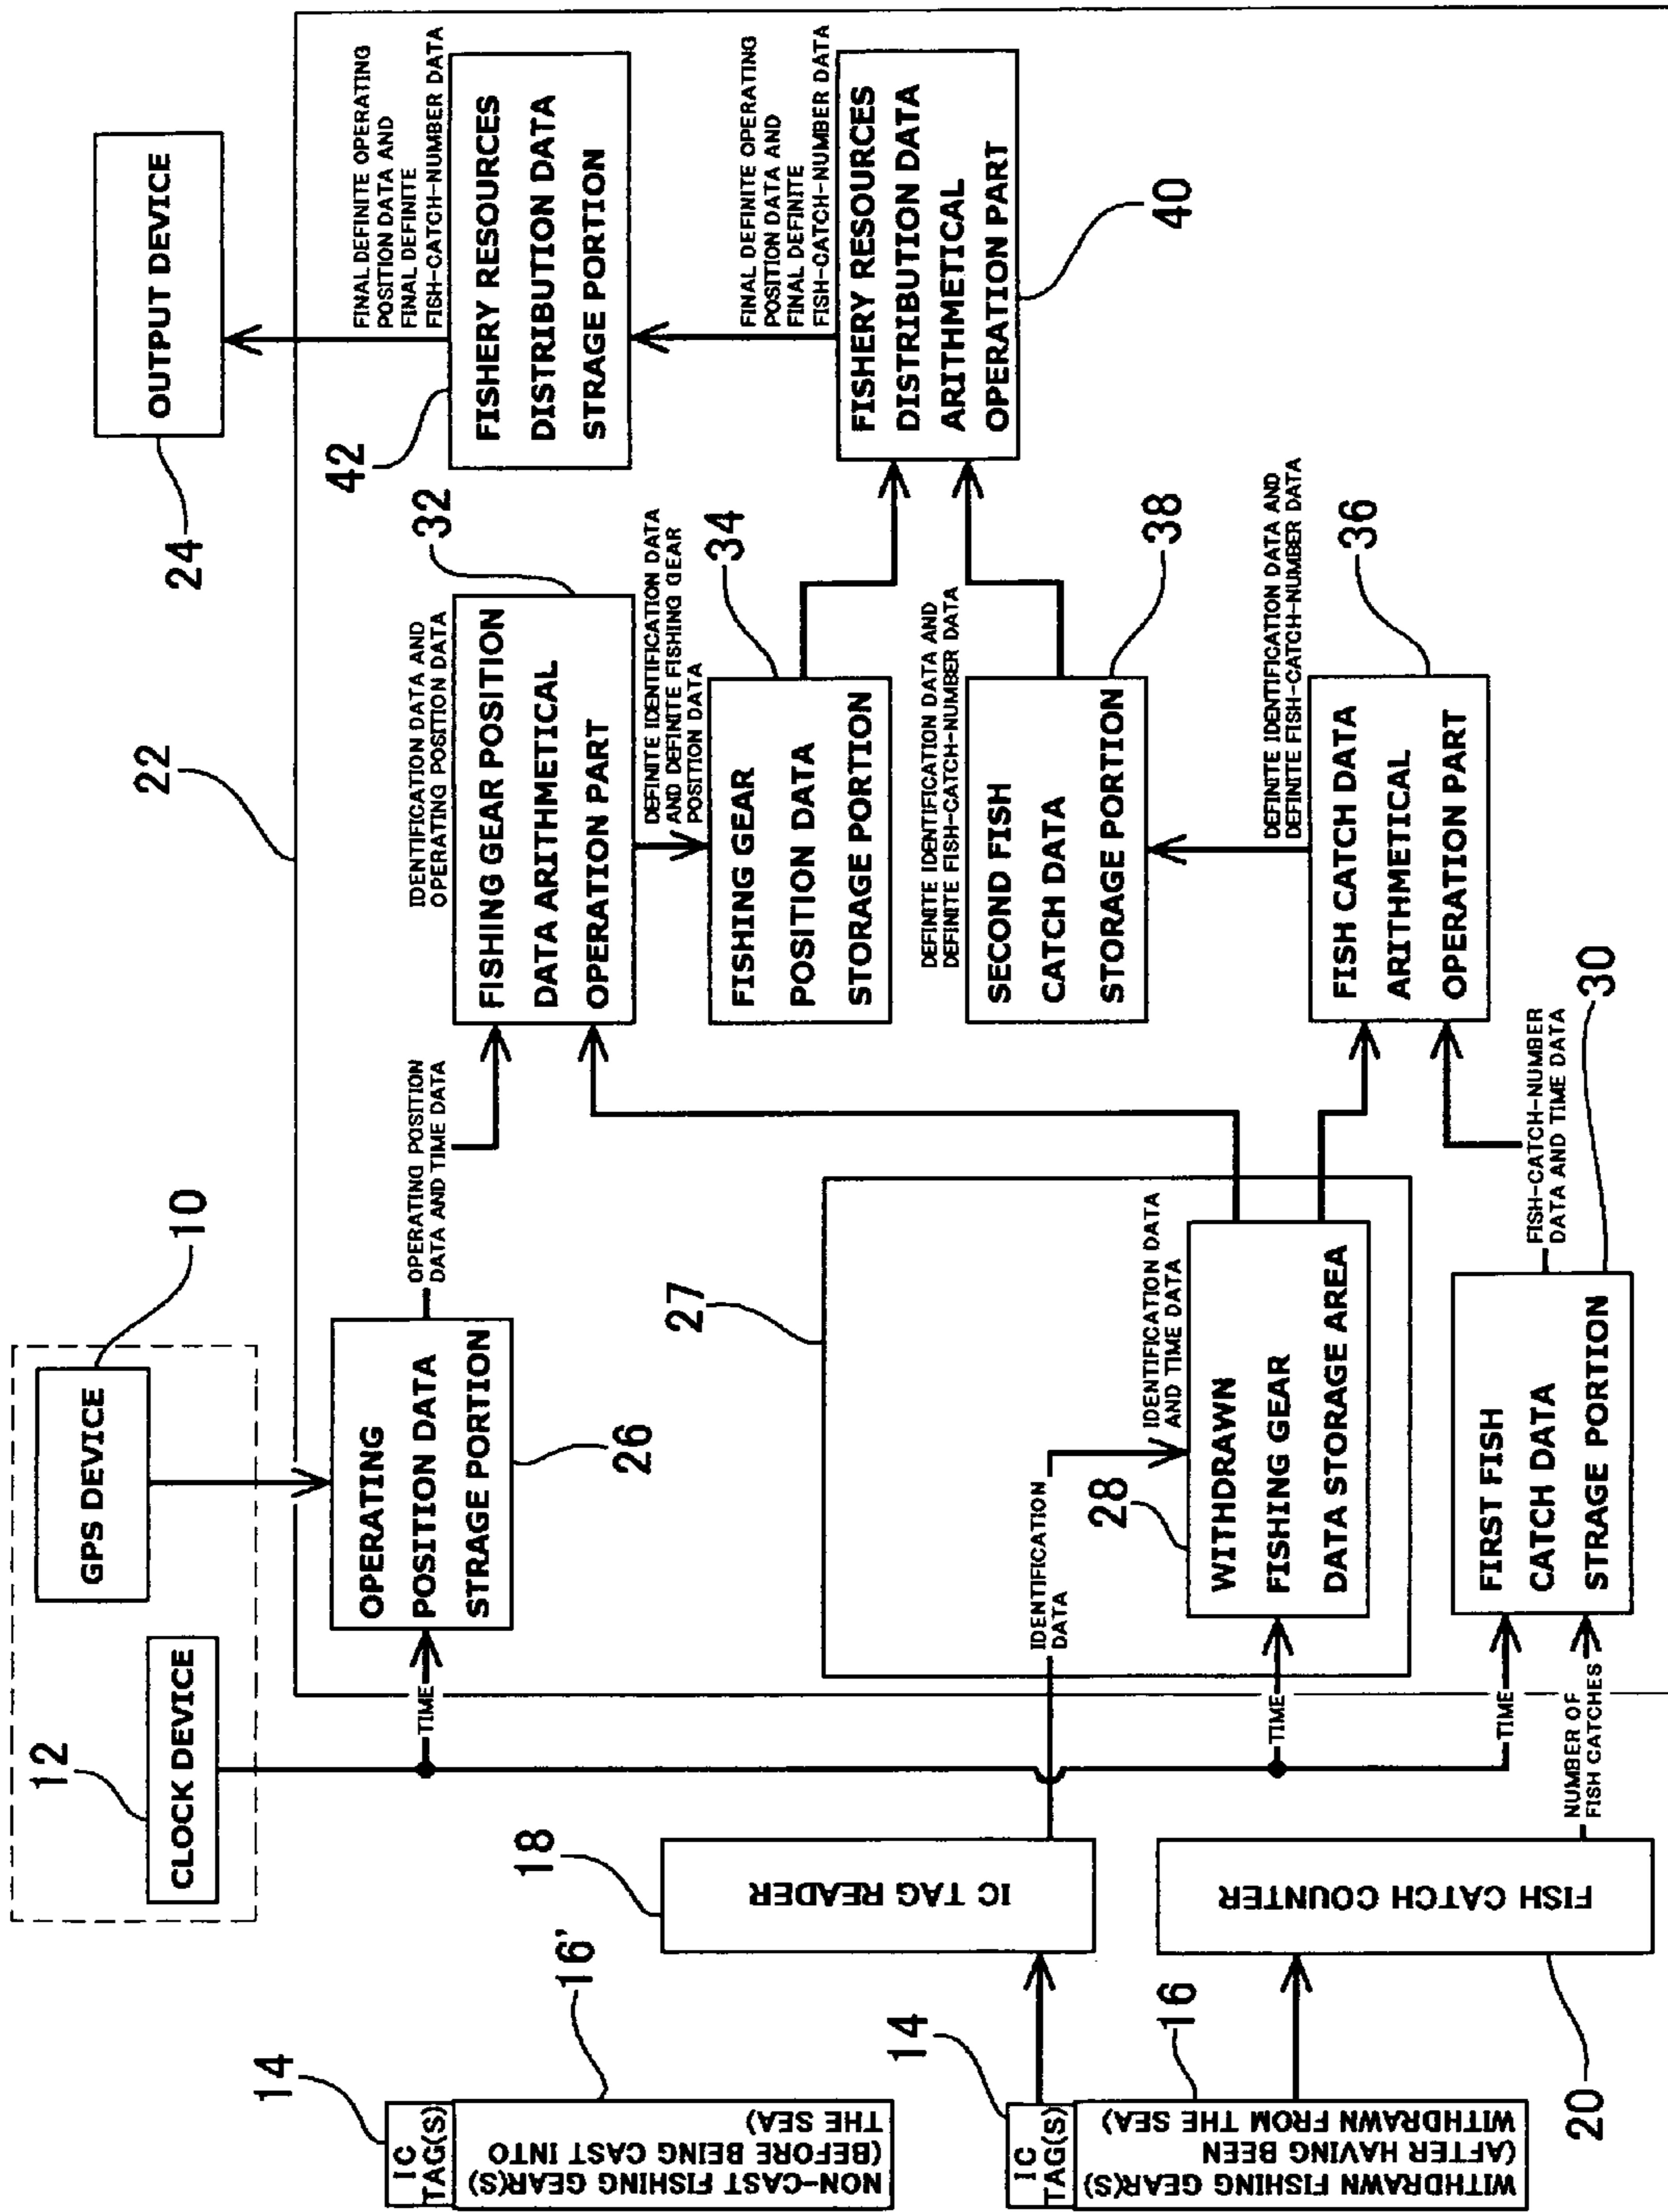 12
CLOCK DEVICE
10
GPS DEVICE
24
OUTPUT DEVICE
22
TIME
OPERATING
POSITION DATA
STRAGE PORTION
26
OPERATING POSITION
DATA AND TIME DATA
IDENTIFICATION DATA AND
OPERATING POSITION DATA
32
FISHING GEAR POSITION
DATA ARITHMETICAL
OPERATION PART
42
FINAL DEFINITE OPERATING
POSITION DATA AND
FINAL DEFINITE
FISH-CATCH-NUMBER DATA
FISHERY RESOURCES
DISTRIBUTION DATA
STRAGE PORTION
DEFINITE IDENTIFICATION DATA
AND DEFINITE FISHING GEAR
POSITION DATA
34
FISHING GEAR
POSITION DATA
STORAGE PORTION
FINAL DEFINITE OPERATING
POSITION DATA AND
FINAL DEFINITE
FISH-CATCH-NUMBER DATA
FISHERY RESOURCES
DISTRIBUTION DATA
ARITHMETICAL
OPERATION PART
40
14
IC
TAG(S)
16'
NON-CAST FISHING GEAR(S)
(BEFORE BEING CAST INTO
THE SEA)
18
IC TAG READER
27
IDENTIFICATION
DATA
IDENTIFICATION DATA
AND TIME DATA
28
WITHDRAWN
FISHING GEAR
DATA STORAGE AREA
TIME
DEFINITE IDENTIFICATION DATA AND
DEFINITE FISH-CATCH-NUMBER DATA
38
SECOND FISH
CATCH DATA
STORAGE PORTION
DEFINITE IDENTIFICATION DATA AND
DEFINITE FISH-CATCH-NUMBER DATA
36
FISH CATCH DATA
ARITHMETICAL
OPERATION PART
14
IC
TAG(S)
16
WITHDRAWN FISHING GEAR(S)
(AFTER HAVING BEEN
WITHDRAWN FROM THE SEA)
FISH CATCH COUNTER
20
TIME
NUMBER OF
FISH CATCHES
FIRST FISH
CATCH DATA
STRAGE PORTION
FISH-CATCH-NUMBER
DATA AND TIME DATA
30